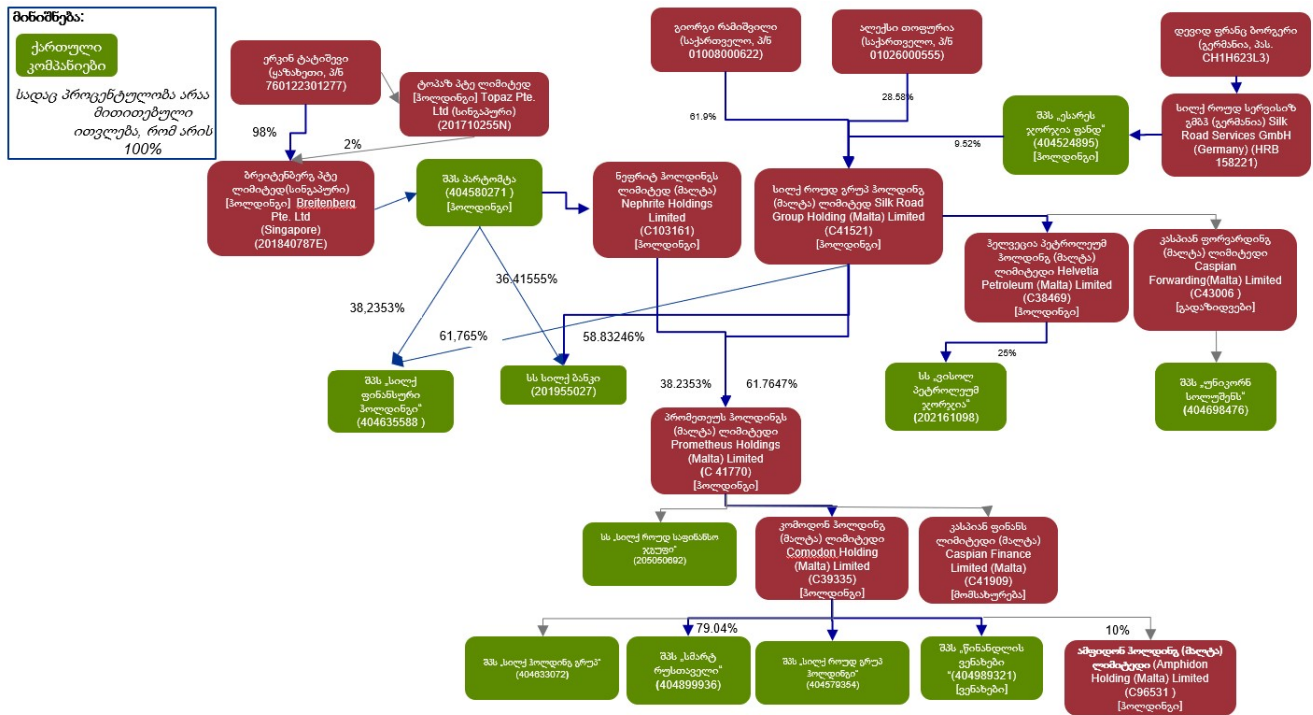 მინიშნება:
ქართული
კომპანიები
სადაც პროცენტულობა არაა
მითითებული
ითვლება, რომ არის
100%
ერკინ ტატიშევი
(ყაზახეთი, პ/ნ
760122301277)
ტოპაზ პტე ლიმიტედ
[ჰოლდინგი] Topaz Pte.
Ltd (სინგაპური)
(201710255N)
გიორგი რამიშვილი
(საქართველო, პ/ნ
01008000622)
ალექსი თოფურია
(საქართველო, პ/ნ
01026000555)
დევიდ ფრანც ბორგერი
(გერმანია, პას.
CH1H623L3)
98%
2%
61.9%
28.58%
9.52%
შპს „ესარეს
ჯორჯია ფანდ“
(404524895)
[ჰოლდინგი]
სილქ როუდ სერვისიზ
გმბჰ (გერმანია) Silk
Road Services GmbH
(Germany) (HRB
158221)
ბრეიტენბერგ პტე
ლიმიტედ(სინგაპური)
[ჰოლდინგი] Breitenberg
Pte. Ltd
(Singapore)
(201840787E)
შპს პარტომტა
(404580271 )
[ჰოლდინგი]
ნეფრიტ ჰოლდინგს
ლიმიტედ (მალტა)
Nephrite Holdings
Limited
(C103161)
[ჰოლდინგი]
სილქ როუდ გრუპ ჰოლდინგ
(მალტა) ლიმიტედ Silk Road
Group Holding (Malta) Limited
(C41521)
[ჰოლდინგი]
ჰელვეცია პეტროლეუმ
ჰოლდინგ (მალტა)
ლიმიტედი Helvetia
Petroleum (Malta) Limited
(C38469)
[ჰოლდინგი]
კასპიან ფორვარდინგ
(მალტა) ლიმიტედი
Caspian
Forwarding(Malta) Limited
(C43006 )
[გადაზიდვები]
38,2353%
36.41555%
61,765%
58.83246%
25%
შპს „სილქ
ფინანსური
ჰოლდინგი“
(404635588 )
სს სილქ ბანკი
(201955027)
სს „ვისოლ
პეტროლეუმ
ჯორჯია“
(202161098)
შპს „უნიკორნ
სოლუშენს“
(404698476)
38.2353%
61.7647%
პრომეთეუს ჰოლდინგს
(მალტა) ლიმიტედი
Prometheus Holdings
(Malta) Limited
(C 41770)
[ჰოლდინგი]
სს „სილქ როუდ საფინანსო
ჯგუფი“
(205050692)
კომოდონ ჰოლდინგ
(მალტა) ლიმიტედი
Comodon Holding
(Malta) Limited
(C39335)
[ჰოლდინგი]
კასპიან ფინანს
ლიმიტედი (მალტა)
Caspian Finance
Limited (Malta)
(C41909)
[მომსახურება]
79.04%
10%
შპს „სილქ ჰოლდინგ გრუპ“
(404633072)
შპს „სმარტ
რუსთაველი“
(404899936)
შპს „სილქ როუდ გრუპ
ჰოლდინგი“
(404579354)
შპს „წინანდლის
ვენახები
“(404989321)
[ვენახები]
ამფიდონ ჰოლდინგ (მალტა)
ლიმიტედი (Amphidon
Holding (Malta) Limited
(C96531 )
[ჰოლდინგი]